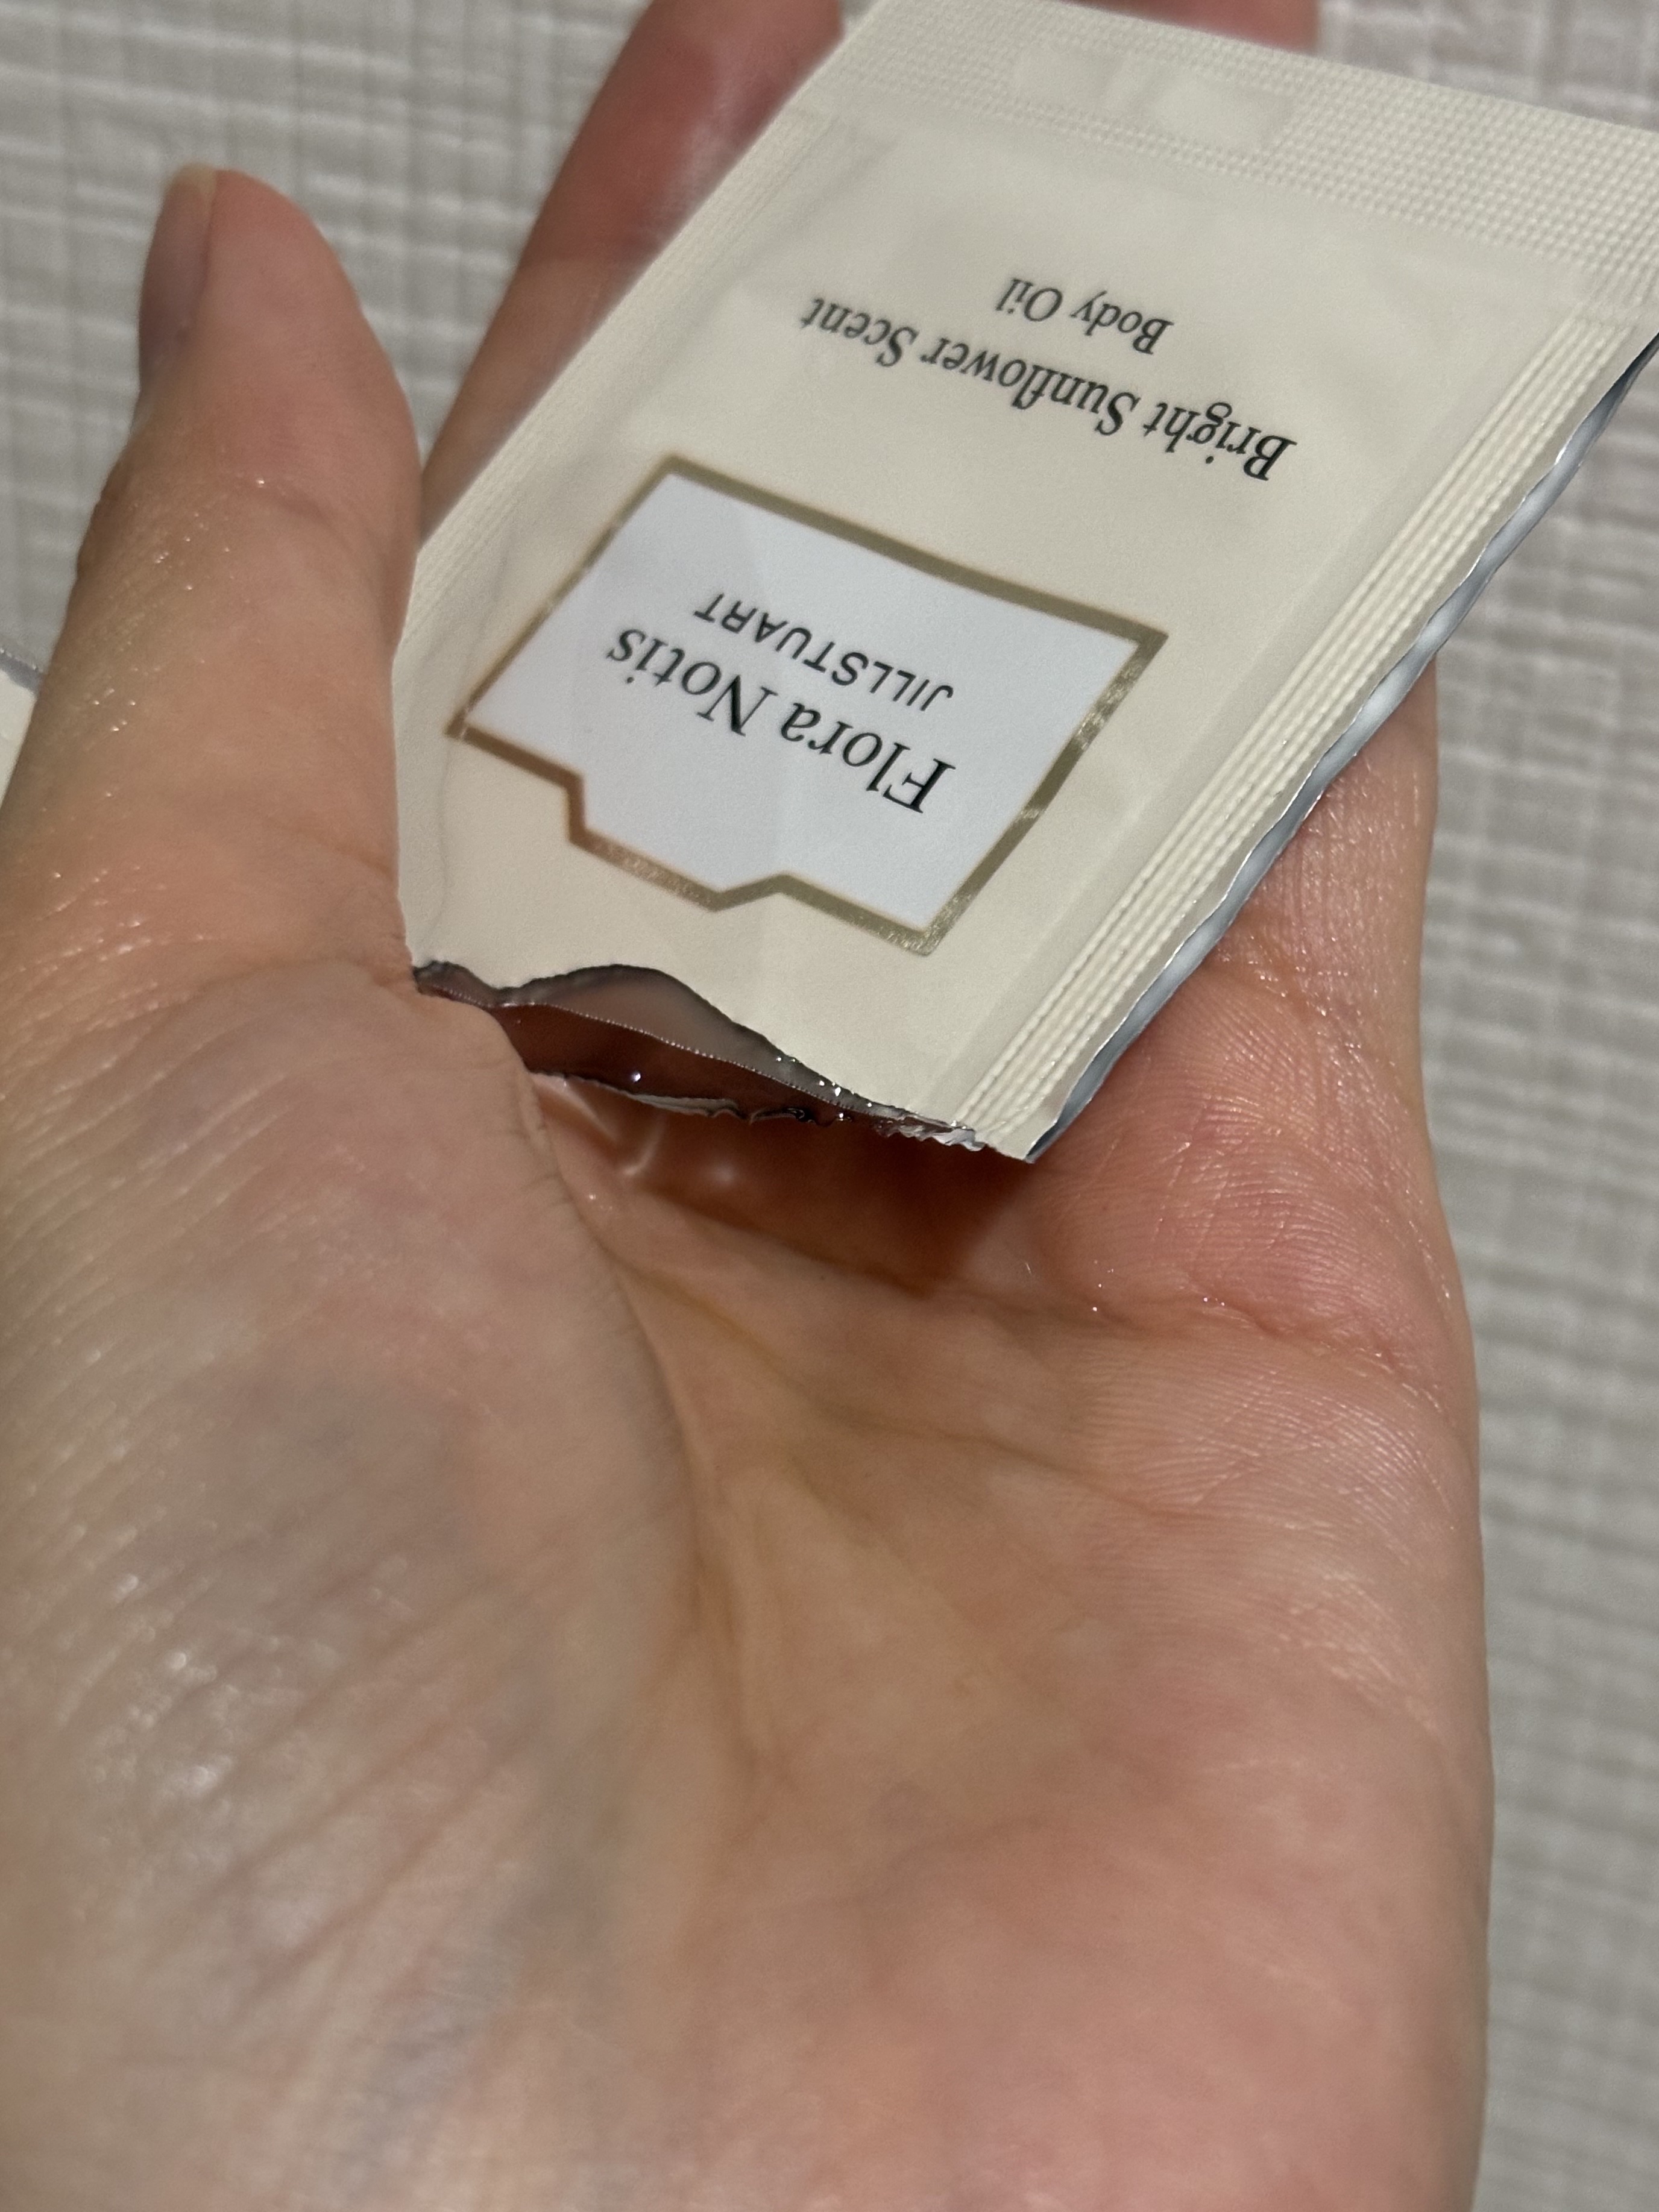 Flora Notis
JILLSTUART
Bright Sunflower Scent
Body Oil